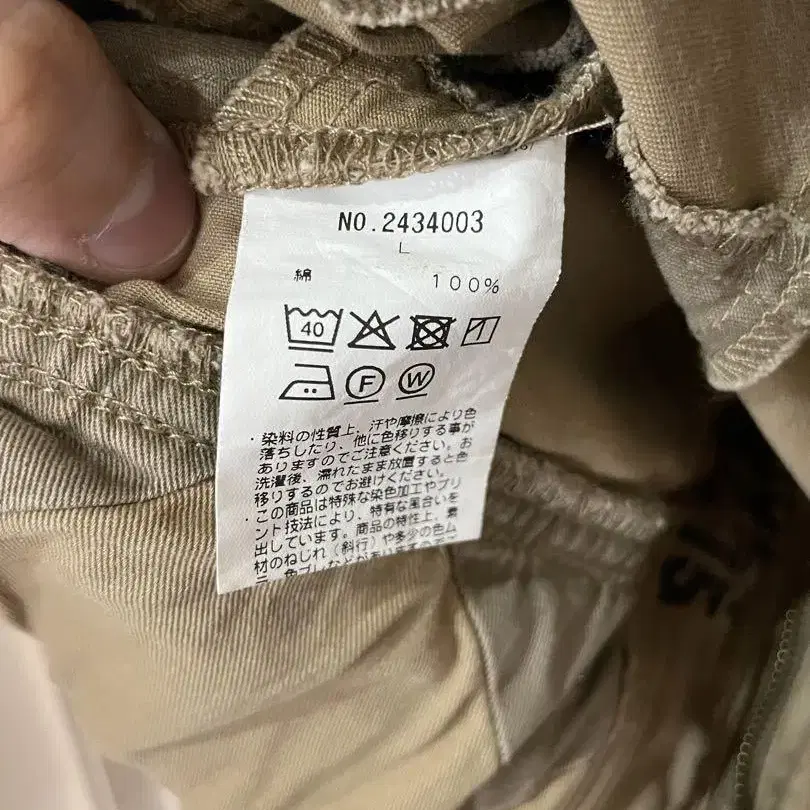 NO.2434003
L
綿 100%
40
F W
・染料の性質上、汗や摩擦により色
落ちしたり、他に色移りする事が
ありますのでご注意ください。お
洗濯後、濡れたまま放置すると色
移りするのでお避けください。
・この商品は特殊な染色加工やプリ
ント技法により、特有な風合いを
出しています。商品の特性上、素
材のねじれ（斜行）や多少の色ム
75